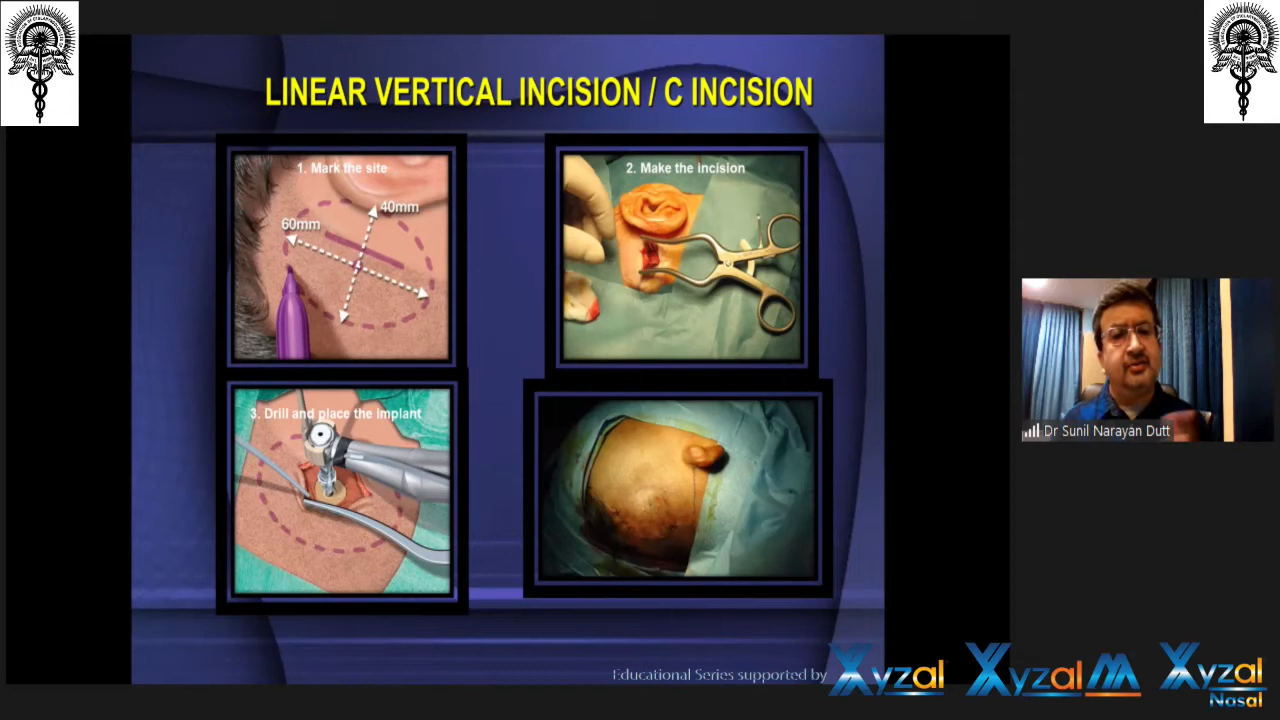 LINEAR VERTICAL INCISION / C INCISION
1. Mark the site
40mm
60mm
2. Make the incision
3. Drill and place the implant
Dr Sunil Narayan Dutt
Educational Series supported by
Xyzal
Xyzal M
Xyzal
Nasal